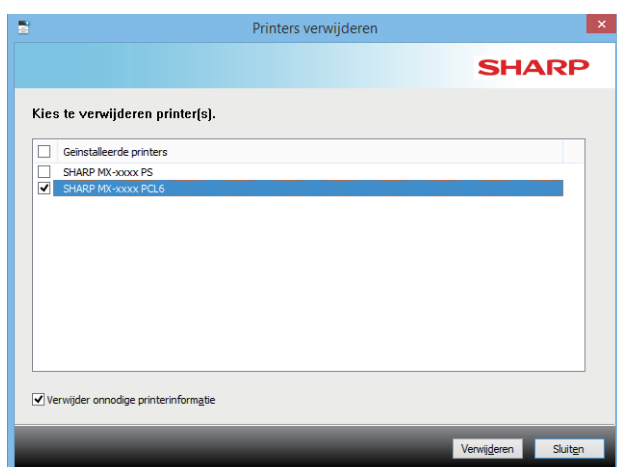 Printers verwijderen
SHARP
Kies te verwijderen printer(s).
Geïnstalleerde printers
SHARP MX-xxxx PS
SHARP MX-xxxx PCL6
Verwijder onnodige printerinformatie
Verwijderen Sluiten